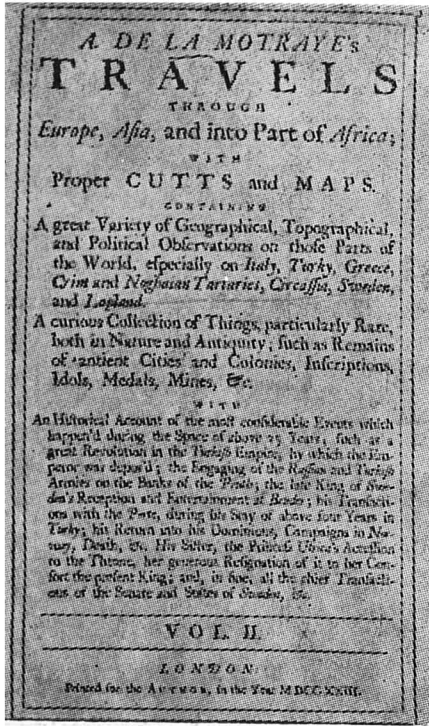 A. DE LA MOTRAYE's
TRAVELS
THROUGH
Europe, Asia, and into Part of Africa;
WITH
Proper CUTTS and MAPS.
CONTAINING
A great Variety of Geographical, Topographical,
and Political Observations on those Parts of
the World, especially on Italy, Turky, Greece,
Crim and Noghaian Tartaries, Circassia, Sweden,
and Lapland.
A curious Collection of Things, particularly Rare,
both in Nature and Antiquity; such as Remains
of antient Cities and Colonies, Inscriptions,
Idols, Medals, Mines, &c.
WITH
An Historical Account of the most considerable Events which
happen'd during the Space of above 25 Years; such as a
great Revolution in the Turkish Empire, by which the Em-
peror was depos'd; the Engaging of the Russian and Turkish
Armies on the Banks of the Pruth; the late King of Swe-
den's Reception and Entertainment at Bender; his Transacti-
ons with the Porte, during his Stay of above four Years in
Turky; his Return into his Dominions, Campaigns in Nor-
way, Death, &c. His Sister, the Princess Ulrica's Accession
to the Throne, her generous Resignation of it to her Con-
sort the present King; and, in fine, all the chief Transacti-
ons of the Senate and States of Sweden, &c.
VOL. II.
LONDON:
Printed for the AUTHOR, in the Year MDCCXXIII.